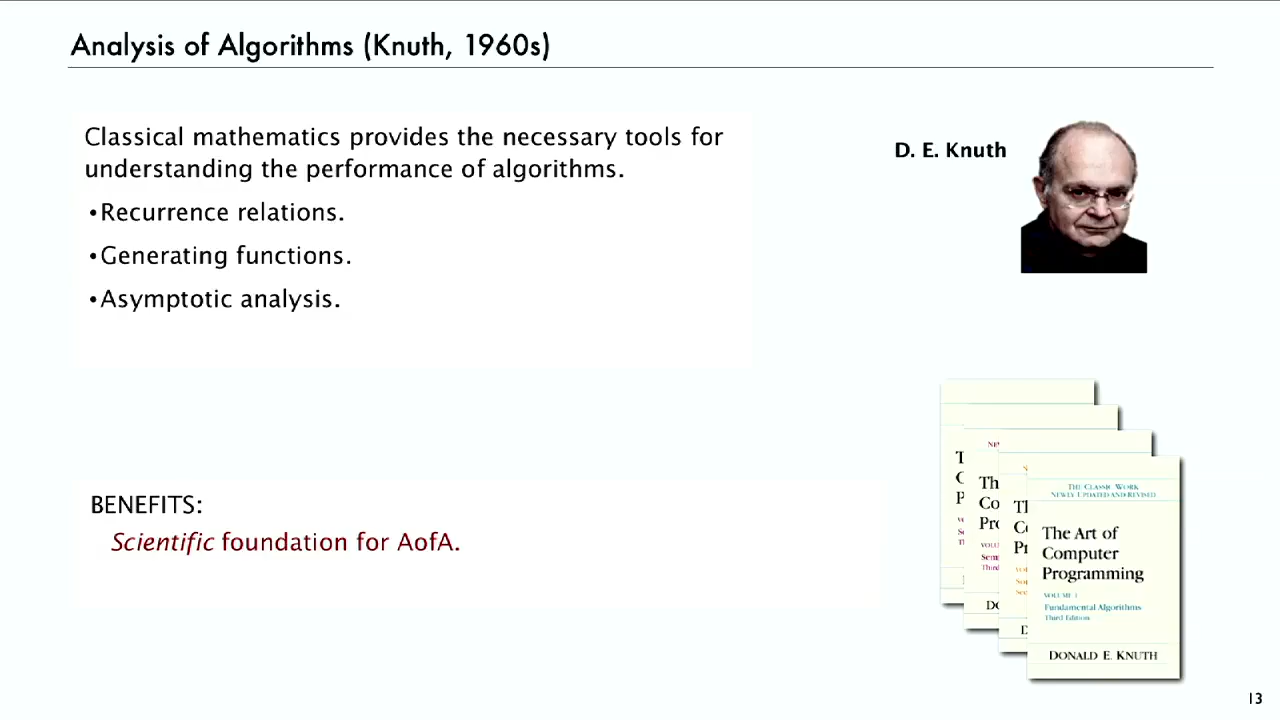 Analysis of Algorithms (Knuth, 1960s)
Classical mathematics provides the necessary tools for
understanding the performance of algorithms.
•Recurrence relations.
•Generating functions.
•Asymptotic analysis.
D. E. Knuth
BENEFITS:
Scientific foundation for AofA.
THE CLASSIC WORK
NEWLY UPDATED AND REVISED
The Art of
Computer
Programming
VOLUME 1
Fundamental Algorithms
Third Edition
DONALD E. KNUTH
13